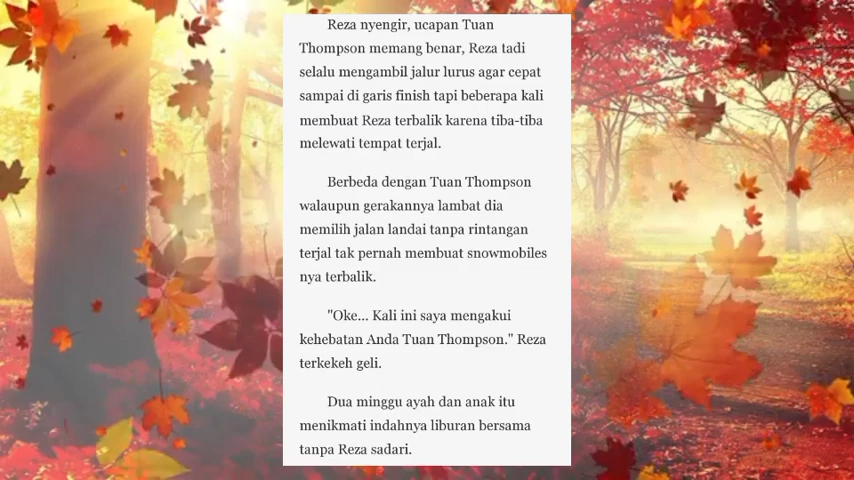 Reza nyengir, ucapan Tuan
Thompson memang benar, Reza tadi
selalu mengambil jalur lurus agar cepat
sampai di garis finish tapi beberapa kali
membuat Reza terbalik karena tiba-tiba
melewati tempat terjal.
Berbeda dengan Tuan Thompson
walaupun gerakannya lambat dia
memilih jalan landai tanpa rintangan
terjal tak pernah membuat snowmobiles
nya terbalik.
"Oke... Kali ini saya mengakui
kehebatan Anda Tuan Thompson." Reza
terkekeh geli.
Dua minggu ayah dan anak itu
menikmati indahnya liburan bersama
tanpa Reza sadari.